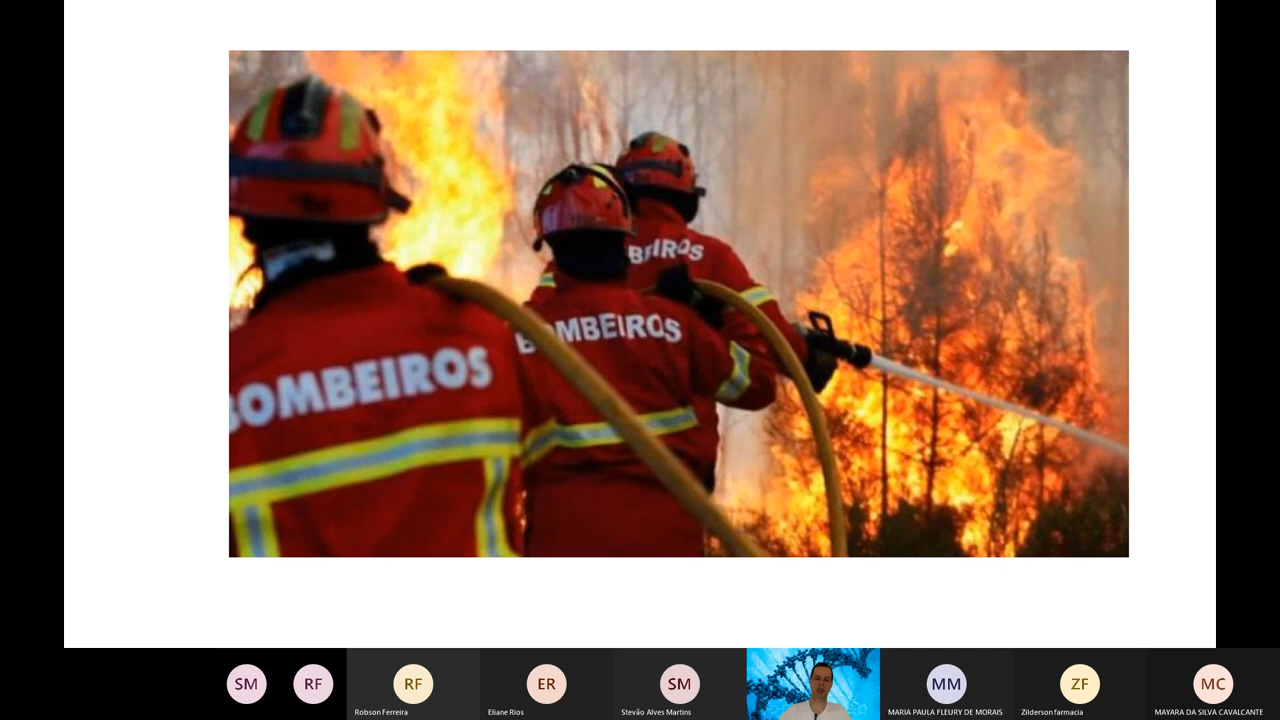 BEIROS
BOMBEIROS
BOMBEIROS
SM
RF
RF
Robson Ferreira
ER
Eliane Rios
SM
Stevão Alves Martins
MM
MARIA PAULA FLEURY DE MORAIS
ZF
Zilderson farmacia
MC
MAYARA DA SILVA CAVALCANTE